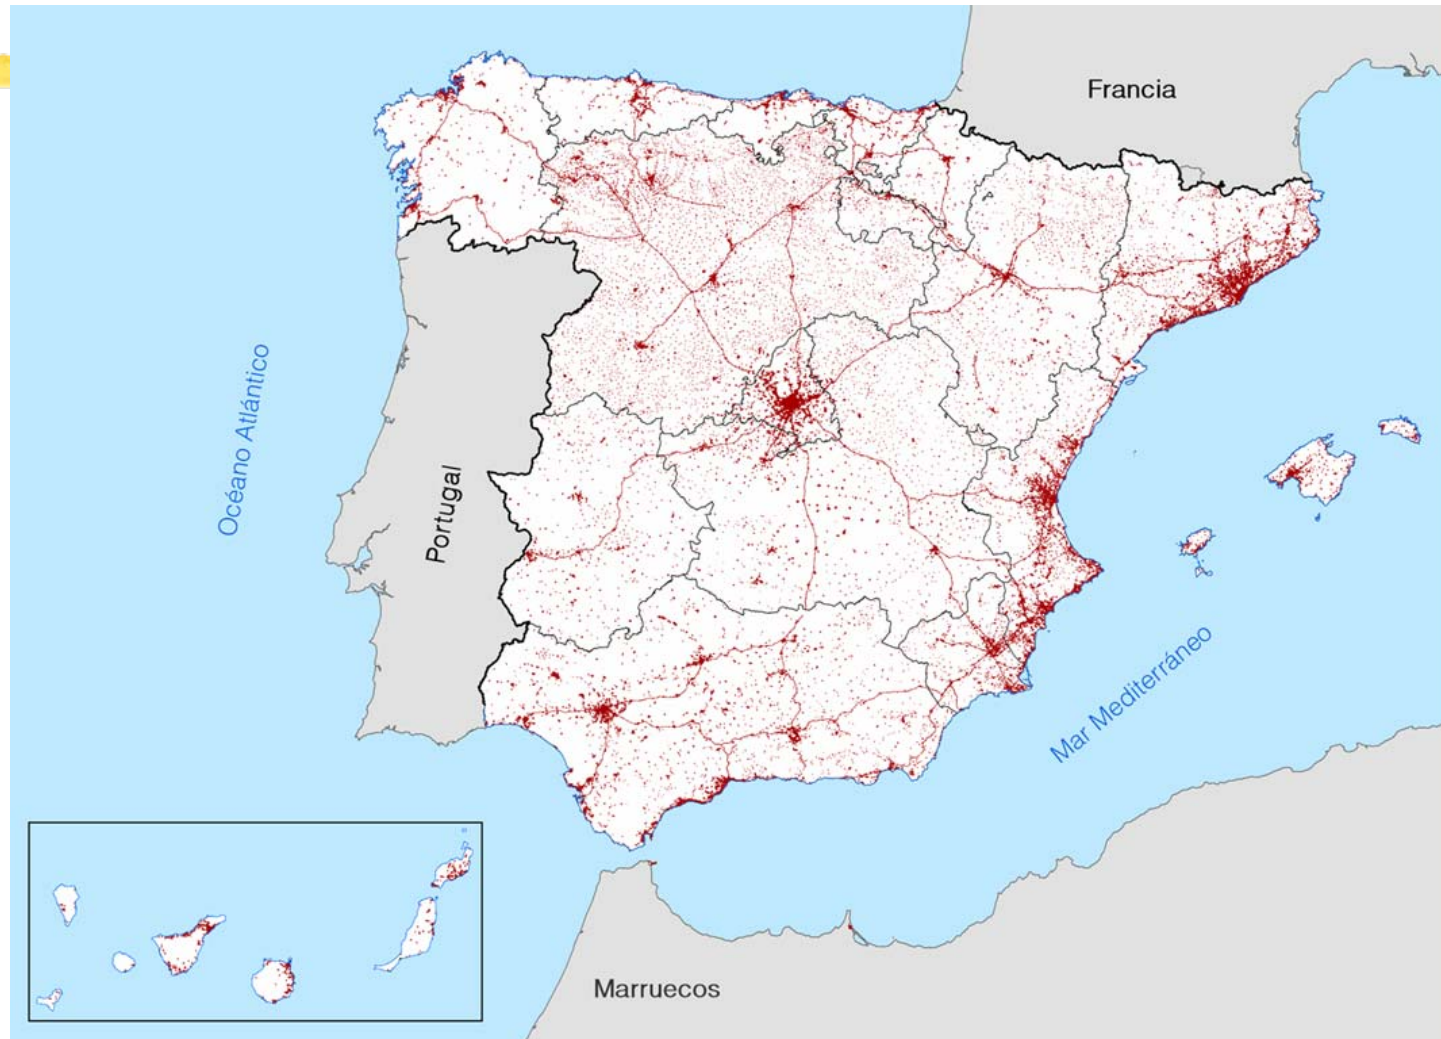 Francia
Océano Atlántico
Portugal
Mar Mediterráneo
Marruecos